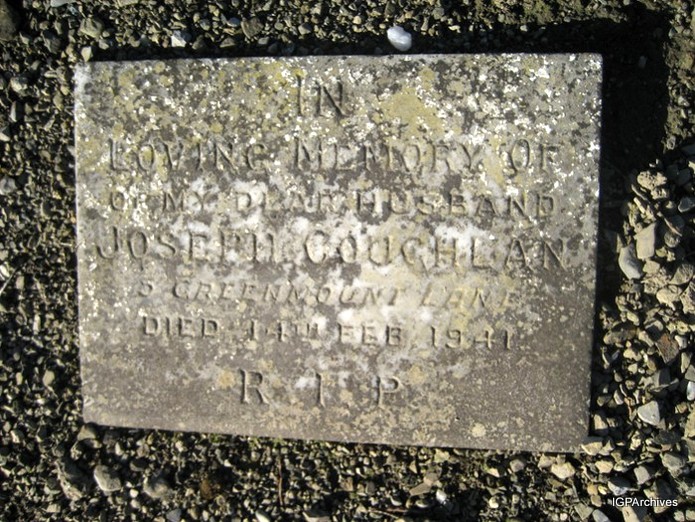 IN
LOVING MEMORY OF
OF MY DEAR HUSBAND
JOSEPH COUGHLAN
5 GREENMOUNT LANE
DIED 14TH FEB. 1941
R I P
IGPArchives